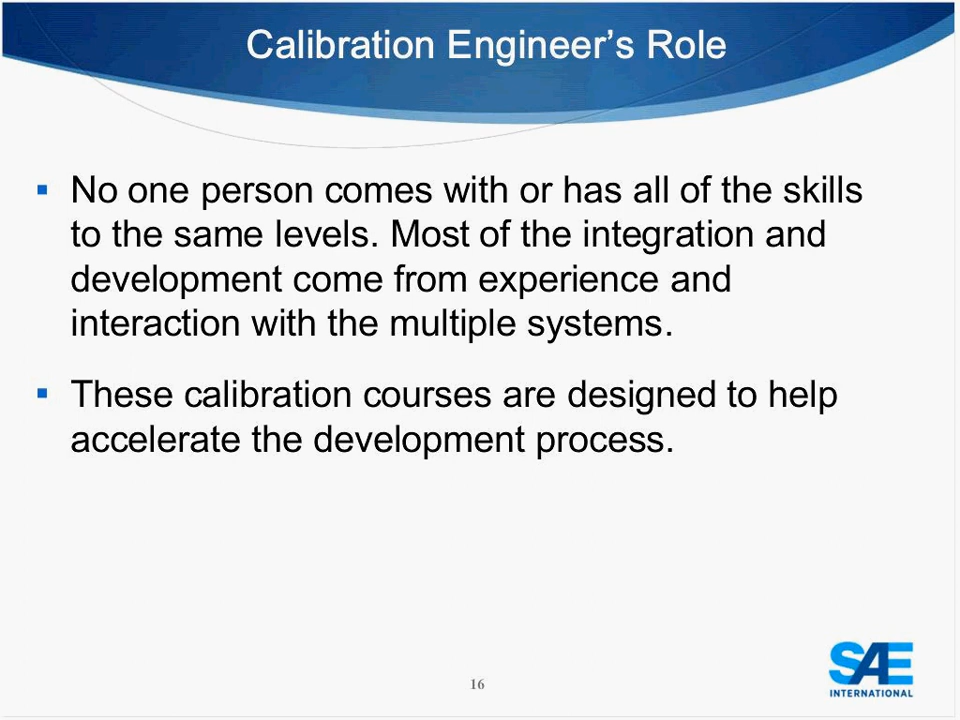 Calibration Engineer’s Role
▪ No one person comes with or has all of the skills
to the same levels. Most of the integration and
development come from experience and
interaction with the multiple systems.
▪ These calibration courses are designed to help
accelerate the development process.
16
SAE
INTERNATIONAL